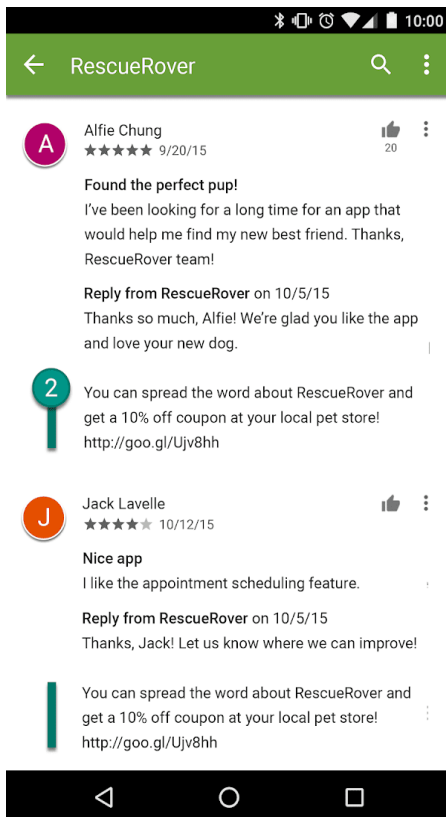 10:00
RescueRover
A
Alfie Chung
★★★★★ 9/20/15
20
Found the perfect pup!
I've been looking for a long time for an app that
would help me find my new best friend. Thanks,
RescueRover team!
Reply from RescueRover on 10/5/15
Thanks so much, Alfie! We're glad you like the app
and love your new dog.
2
You can spread the word about RescueRover and
get a 10% off coupon at your local pet store!
http://goo.gl/Ujv8hh
J
Jack Lavelle
★★★★★ 10/12/15
Nice app
I like the appointment scheduling feature.
Reply from RescueRover on 10/5/15
Thanks, Jack! Let us know where we can improve!
You can spread the word about RescueRover and
get a 10% off coupon at your local pet store!
http://goo.gl/Ujv8hh